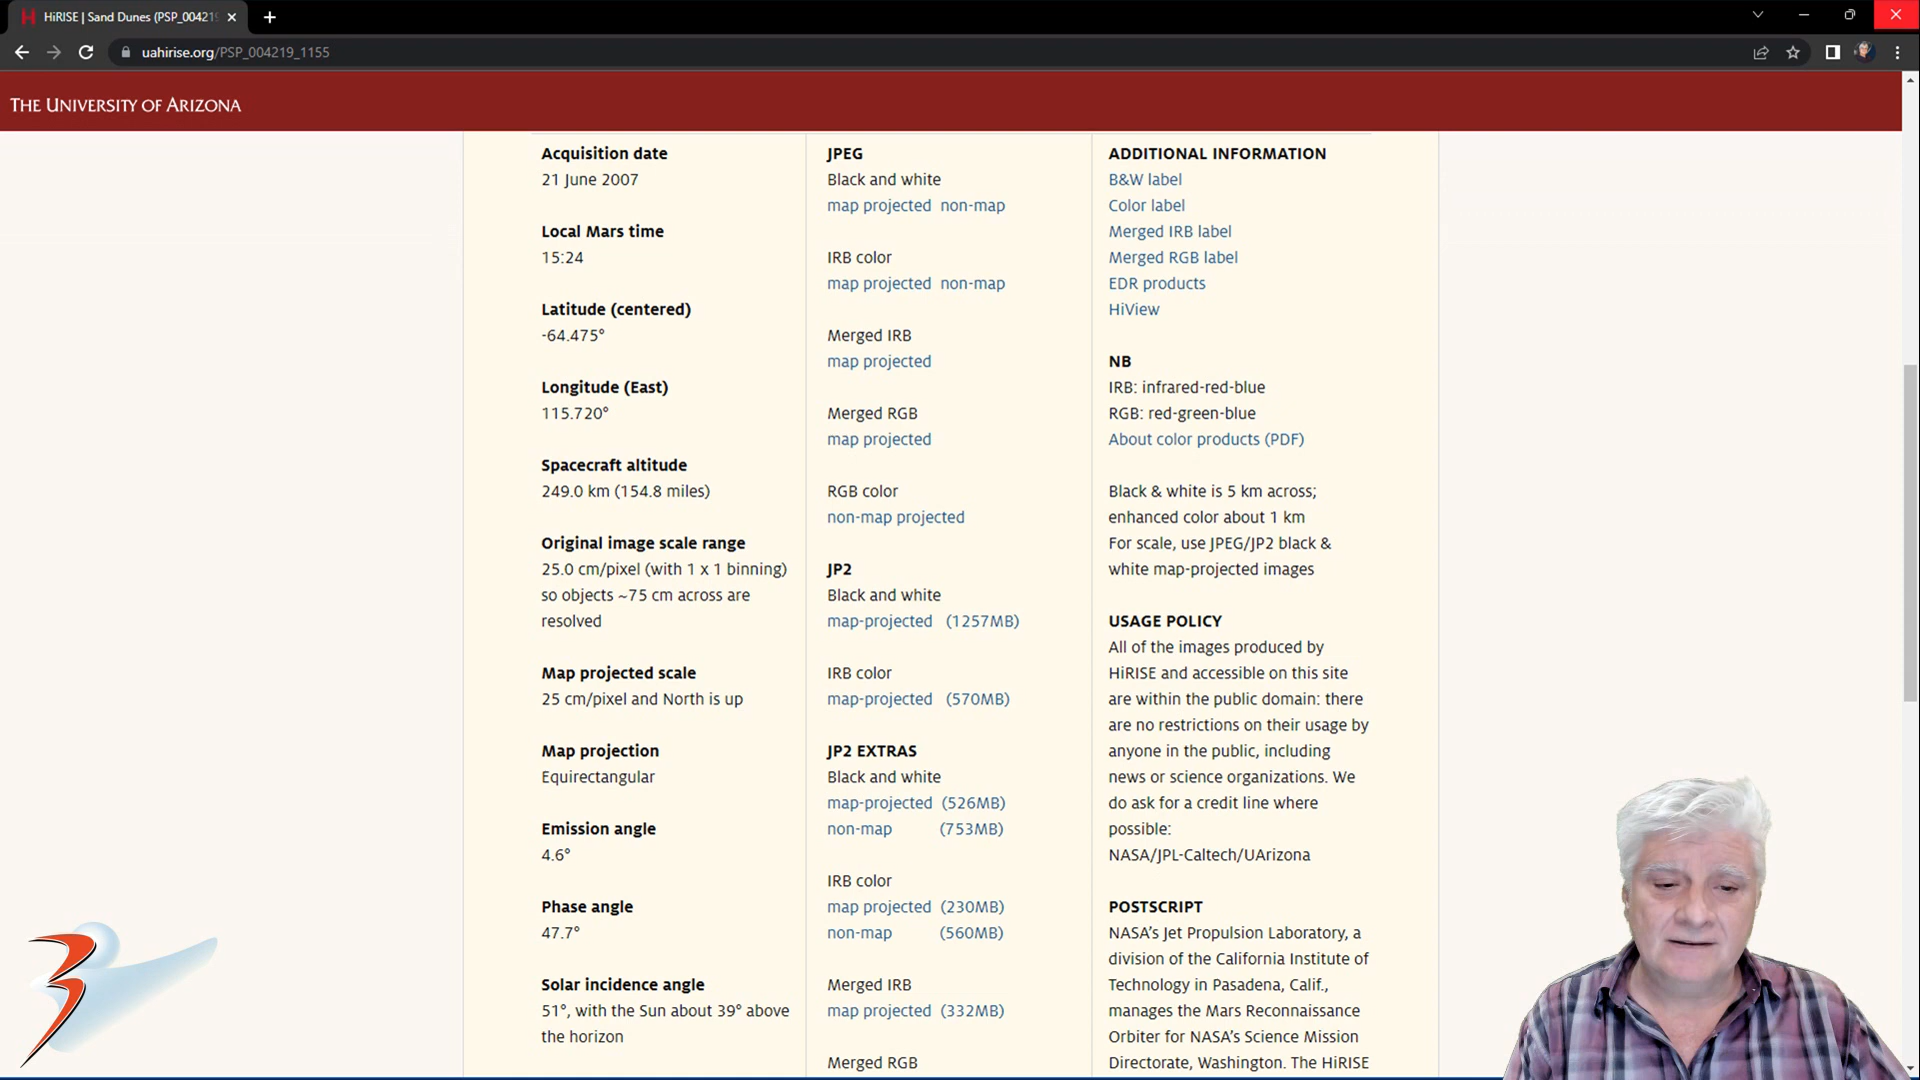 HiRISE | Sand Dunes (PSP_004219
uahirise.org/PSP_004219_1155
THE UNIVERSITY OF ARIZONA
Acquisition date
21 June 2007
Local Mars time
15:24
Latitude (centered)
-64.475°
Longitude (East)
115.720°
Spacecraft altitude
249.0 km (154.8 miles)
Original image scale range
25.0 cm/pixel (with 1 x 1 binning)
so objects ~75 cm across are
resolved
Map projected scale
25 cm/pixel and North is up
Map projection
Equirectangular
Emission angle
4.6°
Phase angle
47.7°
Solar incidence angle
51°, with the Sun about 39° above
the horizon
JPEG
Black and white
map projected non-map
IRB color
map projected non-map
Merged IRB
map projected
Merged RGB
map projected
RGB color
non-map projected
JP2
Black and white
map-projected (1257MB)
IRB color
map-projected (570MB)
JP2 EXTRAS
Black and white
map-projected (526MB)
non-map (753MB)
IRB color
map projected (230MB)
non-map (560MB)
Merged IRB
map projected (332MB)
Merged RGB
ADDITIONAL INFORMATION
B&W label
Color label
Merged IRB label
Merged RGB label
EDR products
HiView
NB
IRB: infrared-red-blue
RGB: red-green-blue
About color products (PDF)
Black & white is 5 km across;
enhanced color about 1 km
For scale, use JPEG/JP2 black &
white map-projected images
USAGE POLICY
All of the images produced by
HiRISE and accessible on this site
are within the public domain: there
are no restrictions on their usage by
anyone in the public, including
news or science organizations. We
do ask for a credit line where
possible:
NASA/JPL-Caltech/UArizona
POSTSCRIPT
NASA's Jet Propulsion Laboratory, a
division of the California Institute of
Technology in Pasadena, Calif.,
manages the Mars Reconnaissance
Orbiter for NASA's Science Mission
Directorate, Washington. The HiRISE